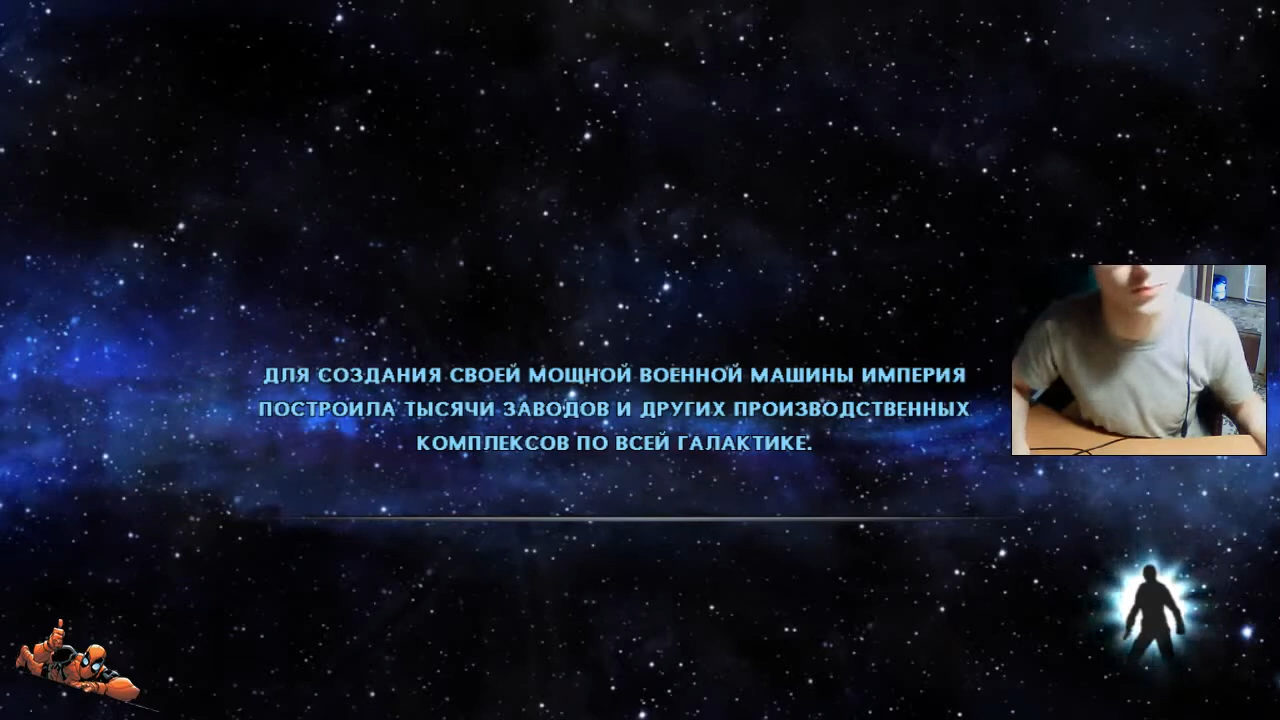 ДЛЯ СОЗДАНИЯ СВОЕЙ МОЩНОЙ ВОЕННОЙ МАШИНЫ ИМПЕРИЯ
ПОСТРОИЛА ТЫСЯЧИ ЗАВОДОВ И ДРУГИХ ПРОИЗВОДСТВЕННЫХ
КОМПЛЕКСОВ ПО ВСЕЙ ГАЛАКТИКЕ.